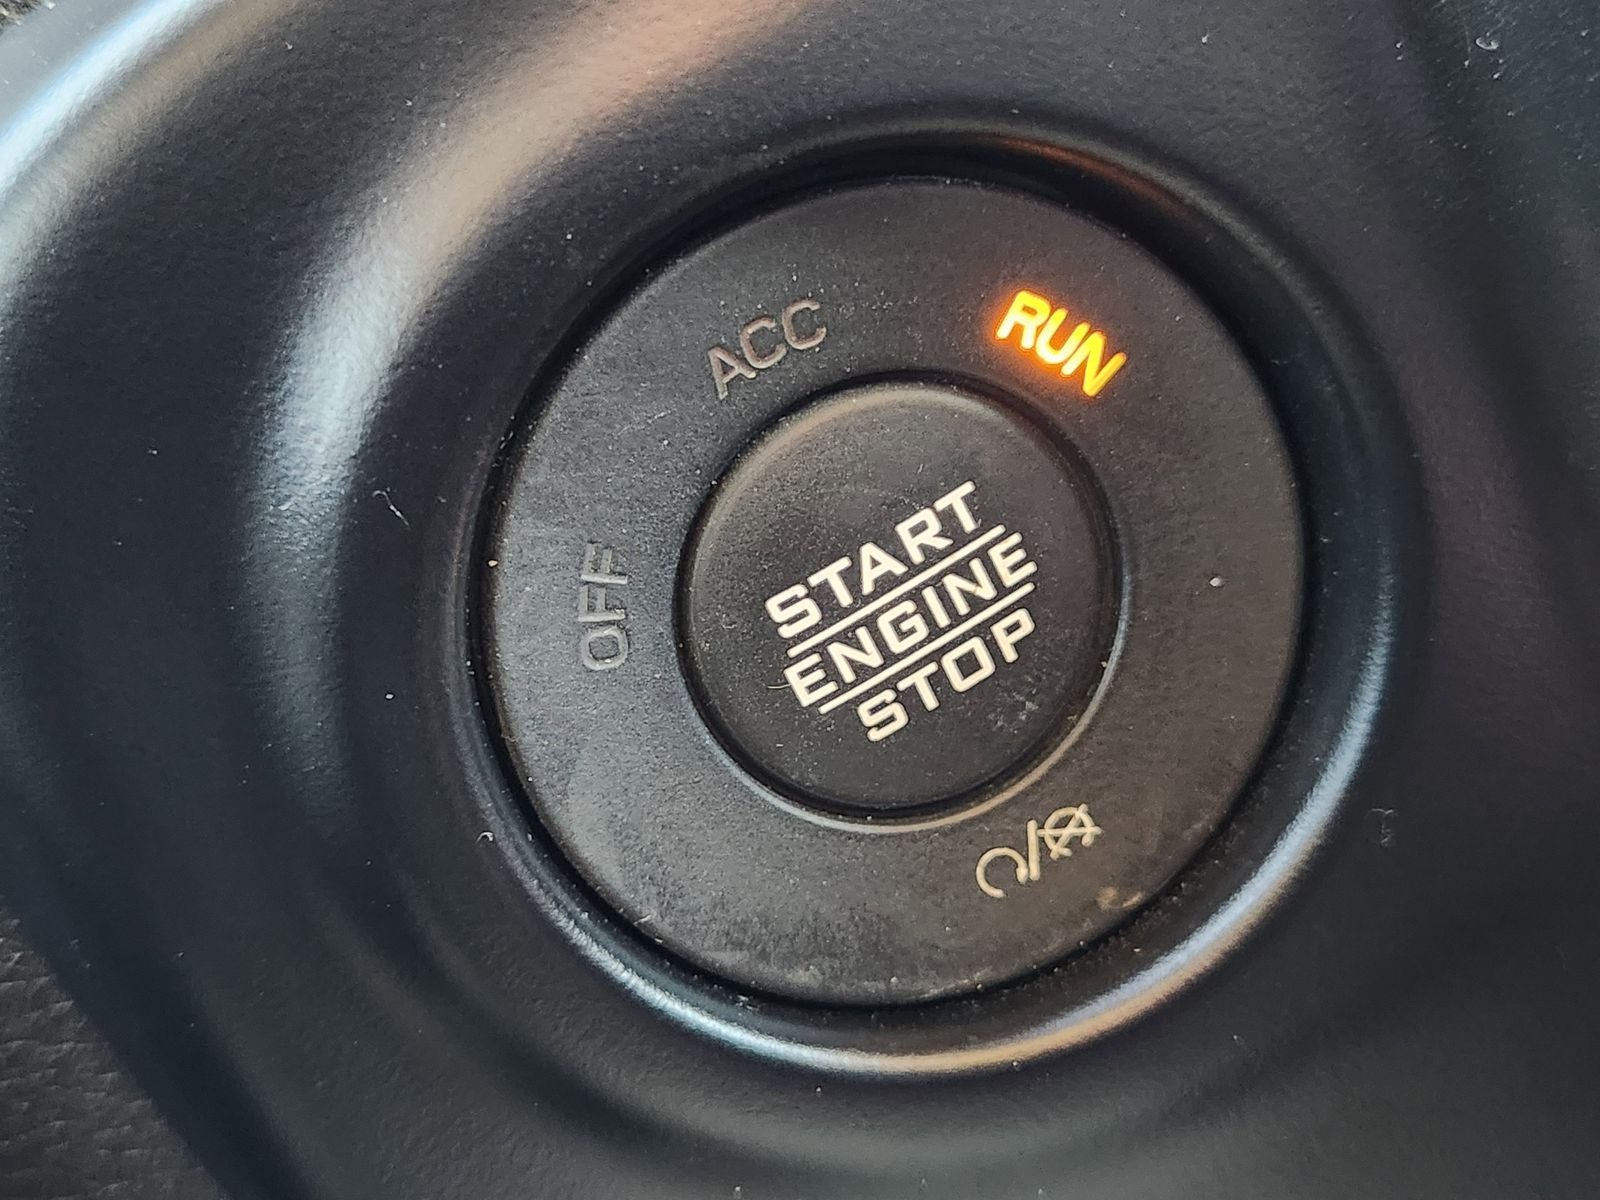 ACC
RUN
OFF
START
ENGINE
STOP